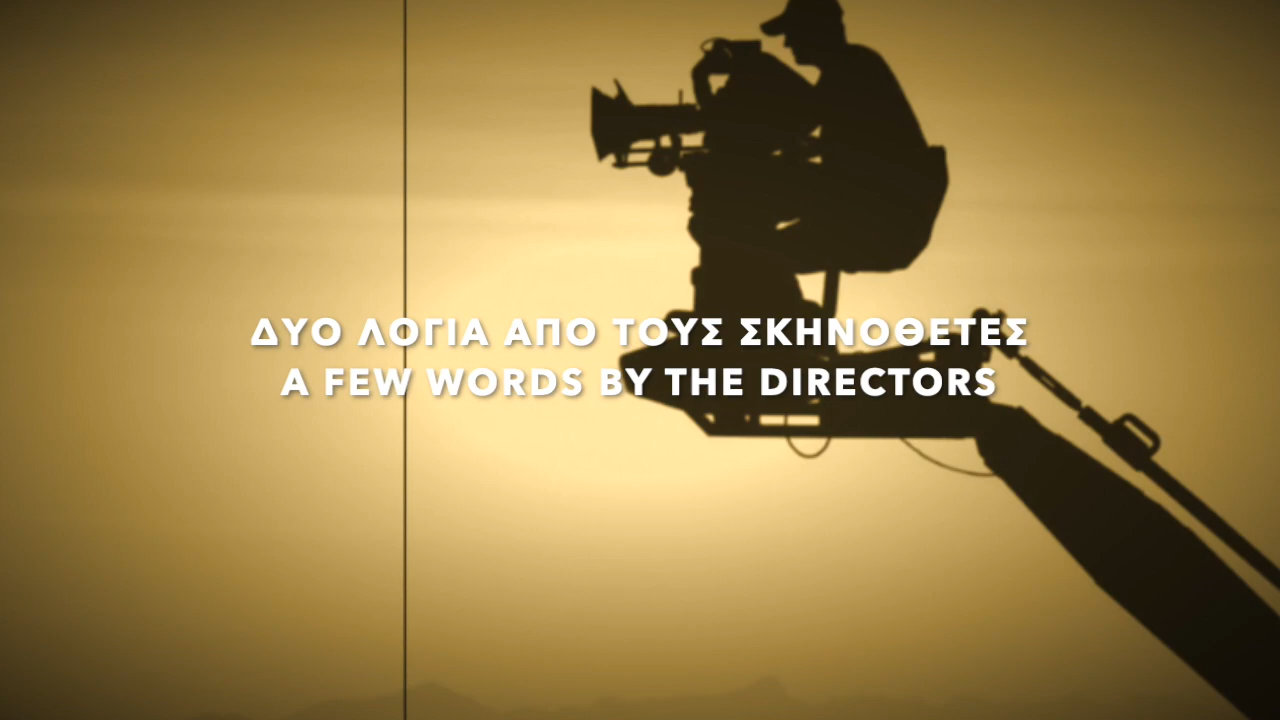 ΔΥΟ ΛΟΓΙΑ ΑΠΟ ΤΟΥΣ ΣΚΗΝΟΘΕΤΕΣ
A FEW WORDS BY THE DIRECTORS